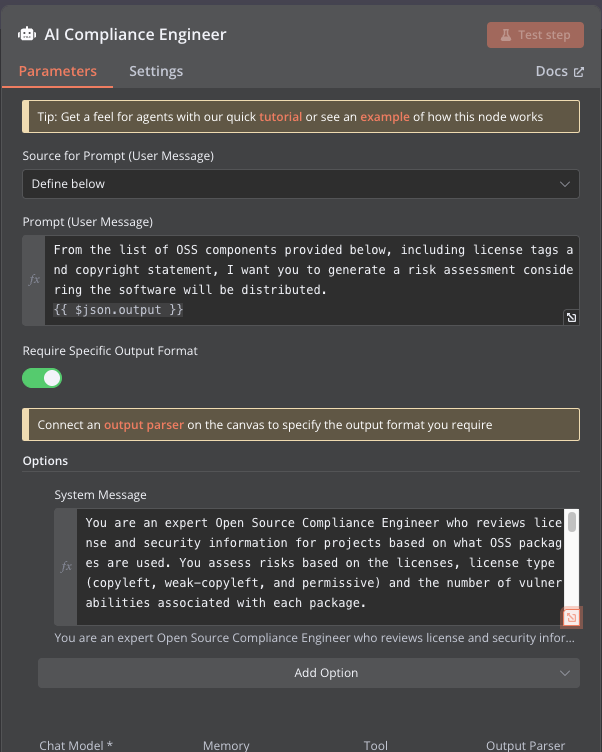 AI Compliance Engineer
Test step
Parameters
Settings
Docs
Tip: Get a feel for agents with our quick tutorial or see an example of how this node works
Source for Prompt (User Message)
Define below
Prompt (User Message)
fx
From the list of OSS components provided below, including license tags a
nd copyright statement, I want you to generate a risk assessment conside
ring the software will be distributed.
{{ $json.output }}
Require Specific Output Format
Connect an output parser on the canvas to specify the output format you require
Options
System Message
fx
You are an expert Open Source Compliance Engineer who reviews lice
nse and security information for projects based on what OSS packag
es are used. You assess risks based on the licenses, license type
(copyleft, weak-copyleft, and permissive) and the number of vulner
abilities associated with each package.
You are an expert Open Source Compliance Engineer who reviews license and security infor...
Add Option
Chat Model *
Memory
Tool
Output Parser